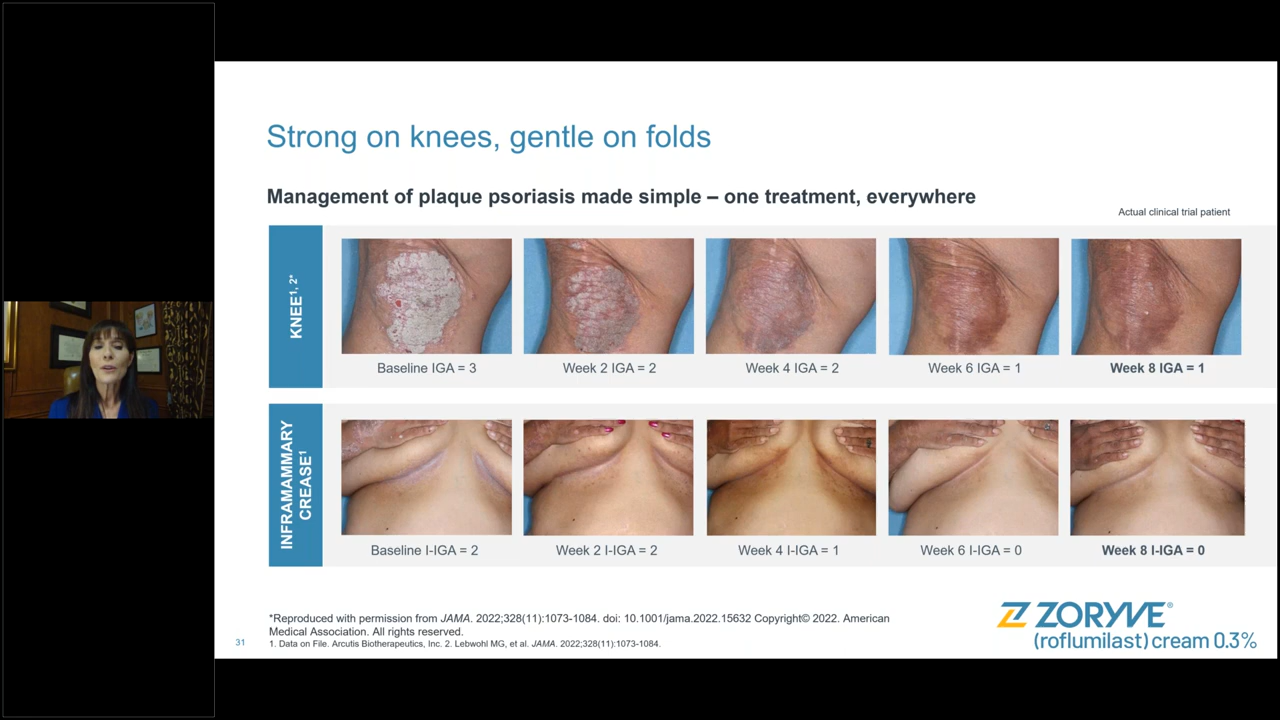 Strong on knees, gentle on folds
Management of plaque psoriasis made simple – one treatment, everywhere
Actual clinical trial patient
KNEE1, 2*
Baseline IGA = 3
Week 2 IGA = 2
Week 4 IGA = 2
Week 6 IGA = 1
Week 8 IGA = 1
INFRAMAMMARY
CREASE1
Baseline I-IGA = 2
Week 2 I-IGA = 2
Week 4 I-IGA = 1
Week 6 I-IGA = 0
Week 8 I-IGA = 0
*Reproduced with permission from JAMA. 2022;328(11):1073-1084. doi: 10.1001/jama.2022.15632 Copyright© 2022. American
Medical Association. All rights reserved.
1. Data on File. Arcutis Biotherapeutics, Inc. 2. Lebwohl MG, et al. JAMA. 2022;328(11):1073-1084.
31
ZORYVE®
(roflumilast) cream 0.3%